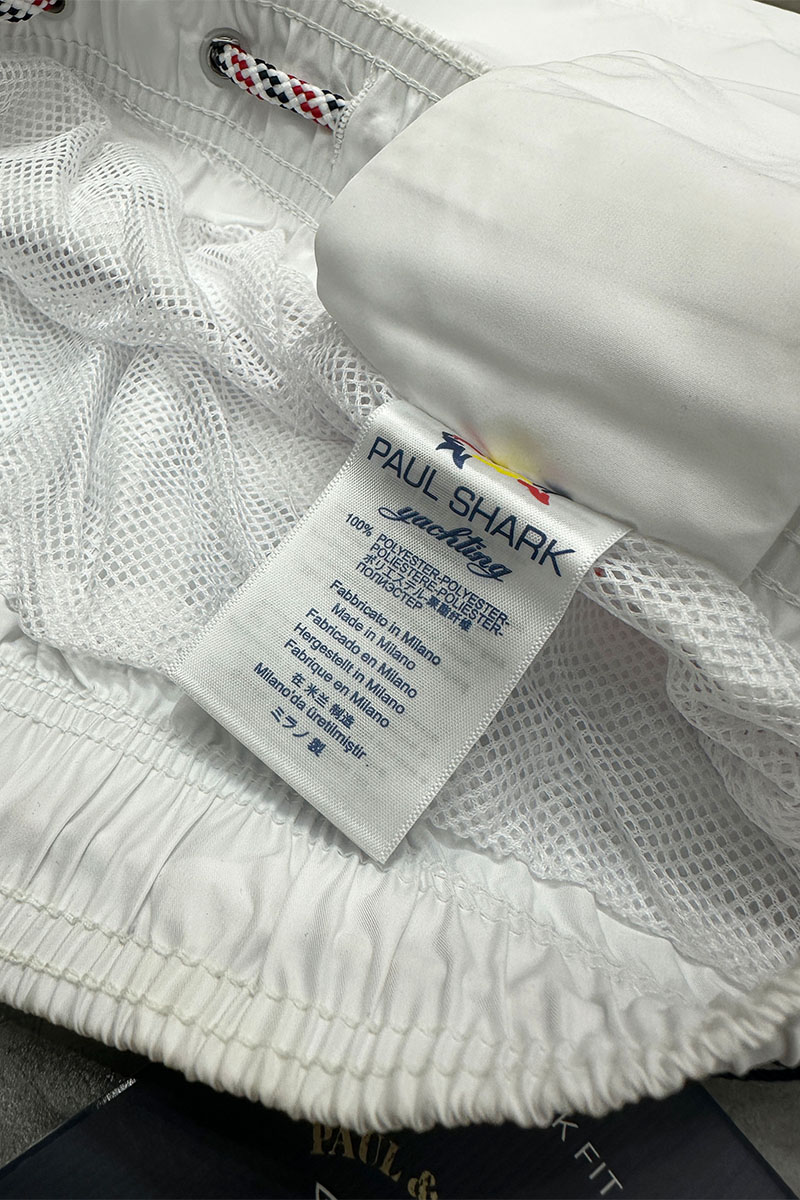 PAUL SHARK
yachting
100% POLYESTER-POLYESTER-
POLIESTERE-POLIESTER-
ポリエステル 聚酯纤维
ПОЛИЭСТЕР
Fabbricato in Milano
Made in Milano
Fabricado en Milano
Hergestellt in Milano
Fabrique en Milano
在 米兰 制造
Milano'da üretilmiştir
ミラノ 製
PAUL &
FIT